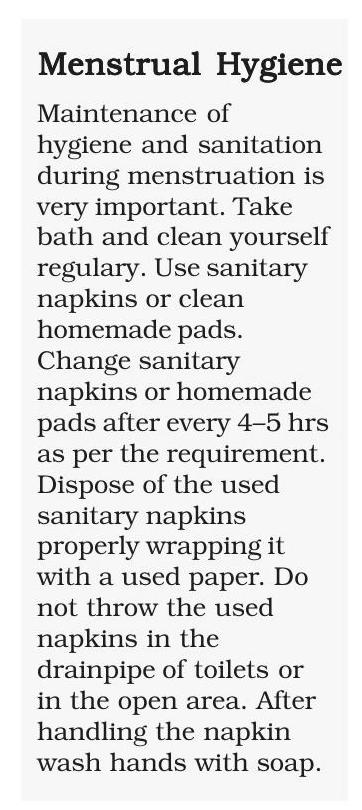 Menstrual Hygiene
Maintenance of
hygiene and sanitation
during menstruation is
very important. Take
bath and clean yourself
regulary. Use sanitary
napkins or clean
homemade pads.
Change sanitary
napkins or homemade
pads after every 4–5 hrs
as per the requirement.
Dispose of the used
sanitary napkins
properly wrapping it
with a used paper. Do
not throw the used
napkins in the
drainpipe of toilets or
in the open area. After
handling the napkin
wash hands with soap.